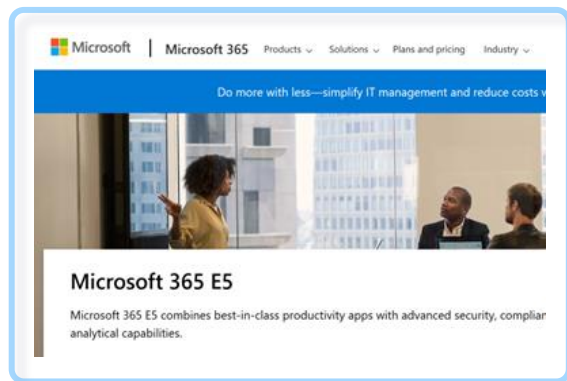 Microsoft | Microsoft 365 Products Solutions Plans and pricing Industry
Do more with less—simplify IT management and reduce costs
Microsoft 365 E5
Microsoft 365 E5 combines best-in-class productivity apps with advanced security,
analytical capabilities.